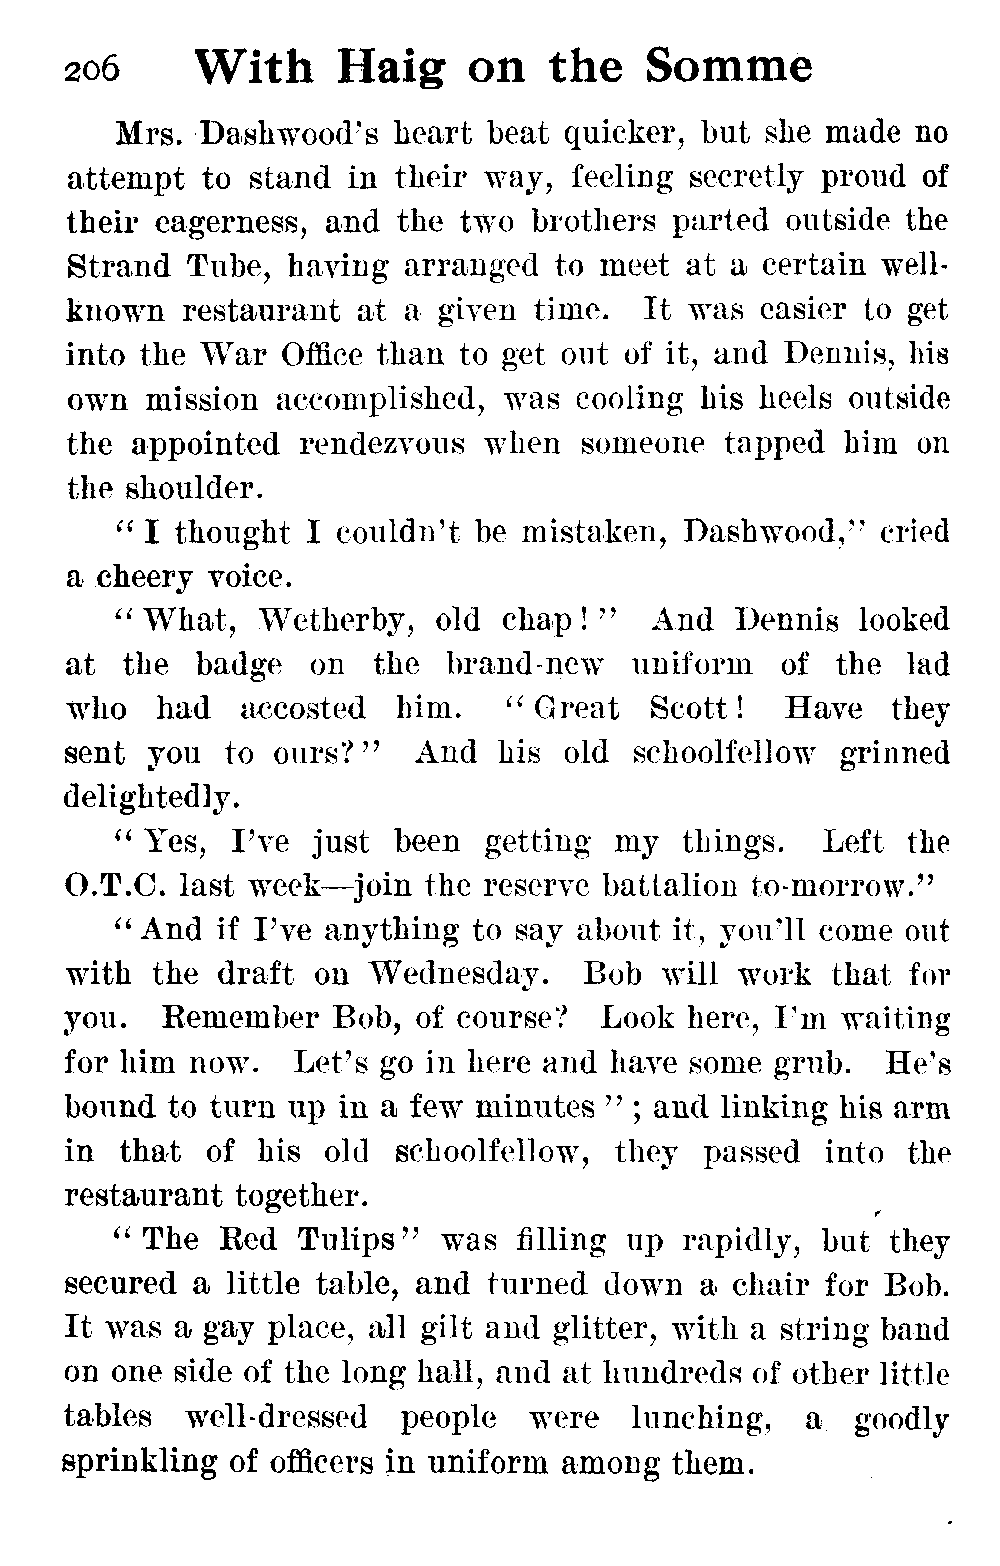 206 With Haig on the Somme
Mrs. Dashwood's heart beat quicker, but she made no
attempt to stand in their way, feeling secretly proud of
their eagerness, and the two brothers parted outside the
Strand Tube, having arranged to meet at a certain well-
known restaurant at a given time. It was easier to get
into the War Office than to get out of it, and Dennis, his
own mission accomplished, was cooling his heels outside
the appointed rendezvous when someone tapped him on
the shoulder.
"I thought I couldn't be mistaken, Dashwood," cried
a cheery voice.
"What, Wetherby, old chap!" And Dennis looked
at the badge on the brand-new uniform of the lad
who had accosted him. "Great Scott! Have they
sent you to ours?" And his old schoolfellow grinned
delightedly.
"Yes, I've just been getting my things. Left the
O.T.C. last week—join the reserve battalion to-morrow."
"And if I've anything to say about it, you'll come out
with the draft on Wednesday. Bob will work that for
you. Remember Bob, of course? Look here, I'm waiting
for him now. Let's go in here and have some grub. He's
bound to turn up in a few minutes"; and linking his arm
in that of his old schoolfellow, they passed into the
restaurant together.
"The Red Tulips" was filling up rapidly, but they
secured a little table, and turned down a chair for Bob.
It was a gay place, all gilt and glitter, with a string band
on one side of the long hall, and at hundreds of other little
tables well-dressed people were lunching, a goodly
sprinkling of officers in uniform among them.